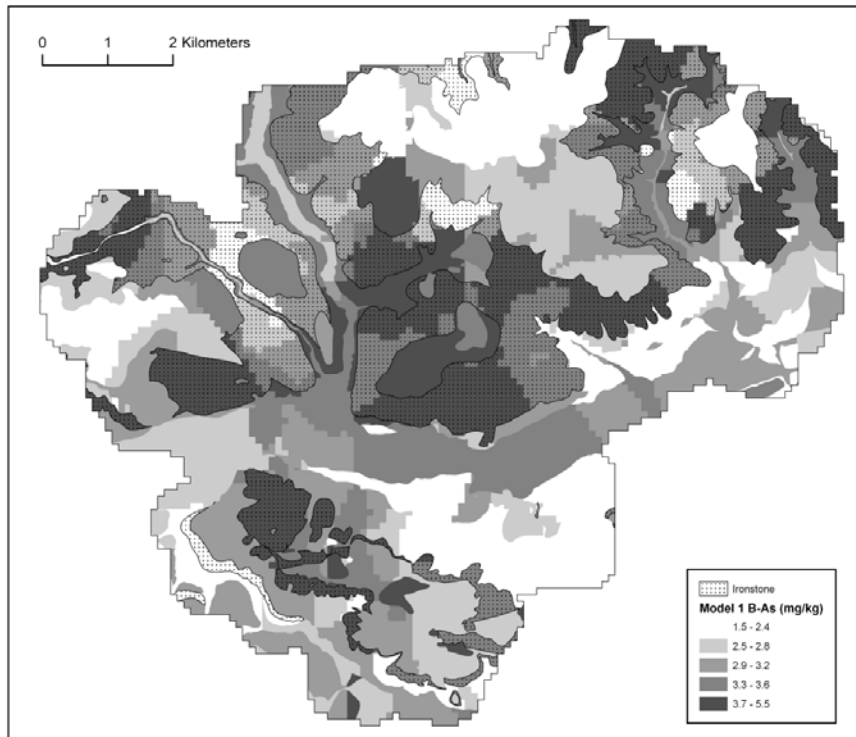 0 1 2 Kilometers
Ironstone
Model 1 B-As (mg/kg)
1.5 - 2.4
2.5 - 2.8
2.9 - 3.2
3.3 - 3.6
3.7 - 5.5